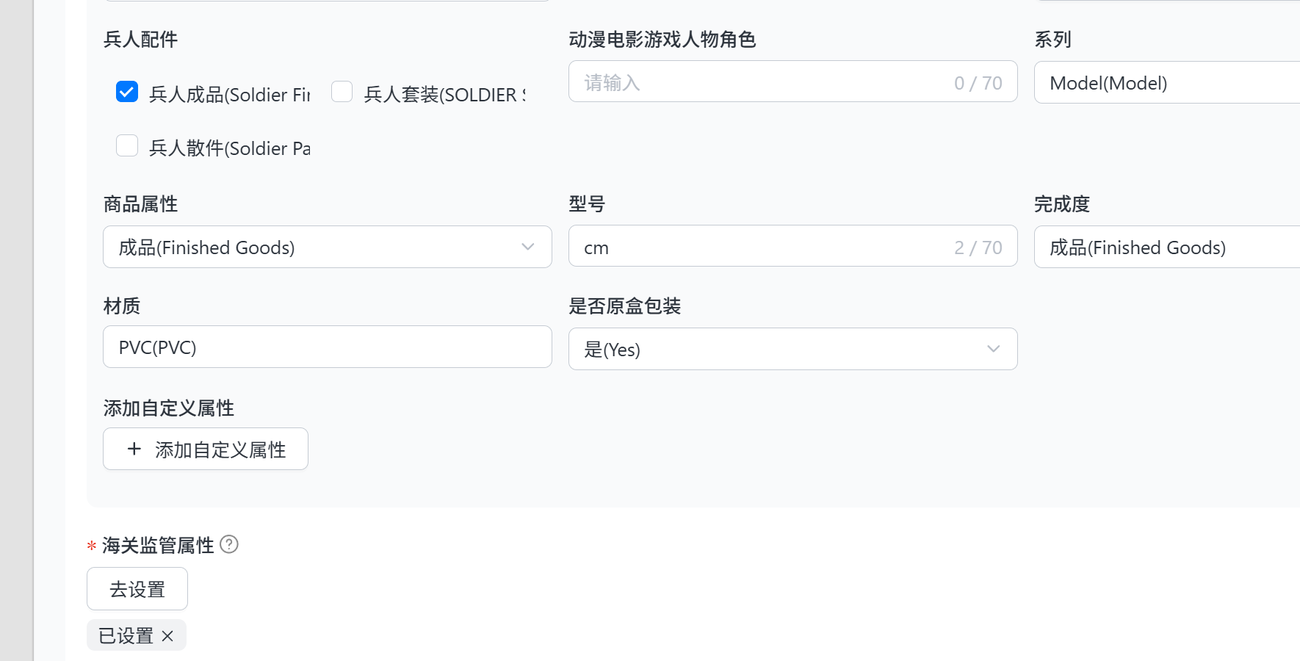 兵人配件
动漫电影游戏人物角色
系列
兵人成品(Soldier Fi
兵人套装(SOLDIER
请输入
0 / 70
Model(Model)
兵人散件(Soldier Pa
商品属性
型号
完成度
成品(Finished Goods)
cm
2 / 70
成品(Finished Goods)
材质
是否原盒包装
PVC(PVC)
是(Yes)
添加自定义属性
+ 添加自定义属性
* 海关监管属性 ?
去设置
已设置 ×